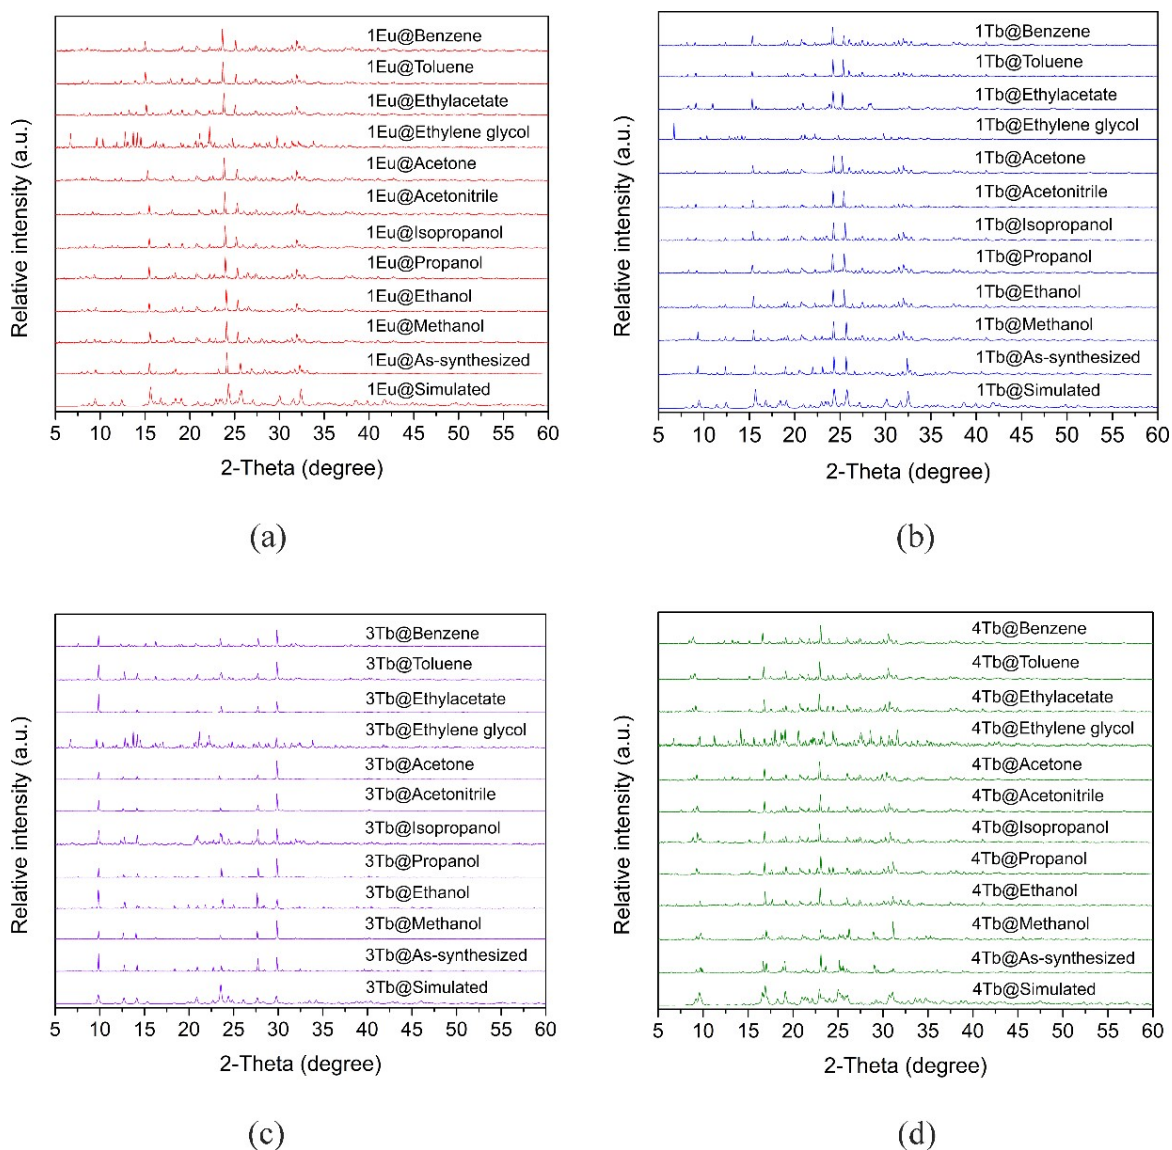 Relative intensity (a.u.)
1Eu@Benzene
1Eu@Toluene
1Eu@Ethylacetate
1Eu@Ethylene glycol
1Eu@Acetone
1Eu@Acetonitrile
1Eu@Isopropanol
1Eu@Propanol
1Eu@Ethanol
1Eu@Methanol
1Eu@As-synthesized
1Eu@Simulated
5 10 15 20 25 30 35 40 45 50 55 60
2-Theta (degree)
(a)
Relative intensity (a.u.)
1Tb@Benzene
1Tb@Toluene
1Tb@Ethylacetate
1Tb@Ethylene glycol
1Tb@Acetone
1Tb@Acetonitrile
1Tb@Isopropanol
1Tb@Propanol
1Tb@Ethanol
1Tb@Methanol
1Tb@As-synthesized
1Tb@Simulated
5 10 15 20 25 30 35 40 45 50 55 60
2-Theta (degree)
(b)
Relative intensity (a.u.)
3Tb@Benzene
3Tb@Toluene
3Tb@Ethylacetate
3Tb@Ethylene glycol
3Tb@Acetone
3Tb@Acetonitrile
3Tb@Isopropanol
3Tb@Propanol
3Tb@Ethanol
3Tb@Methanol
3Tb@As-synthesized
3Tb@Simulated
5 10 15 20 25 30 35 40 45 50 55 60
2-Theta (degree)
(c)
Relative intensity (a.u.)
4Tb@Benzene
4Tb@Toluene
4Tb@Ethylacetate
4Tb@Ethylene glycol
4Tb@Acetone
4Tb@Acetonitrile
4Tb@Isopropanol
4Tb@Propanol
4Tb@Ethanol
4Tb@Methanol
4Tb@As-synthesized
4Tb@Simulated
5 10 15 20 25 30 35 40 45 50 55 60
2-Theta (degree)
(d)